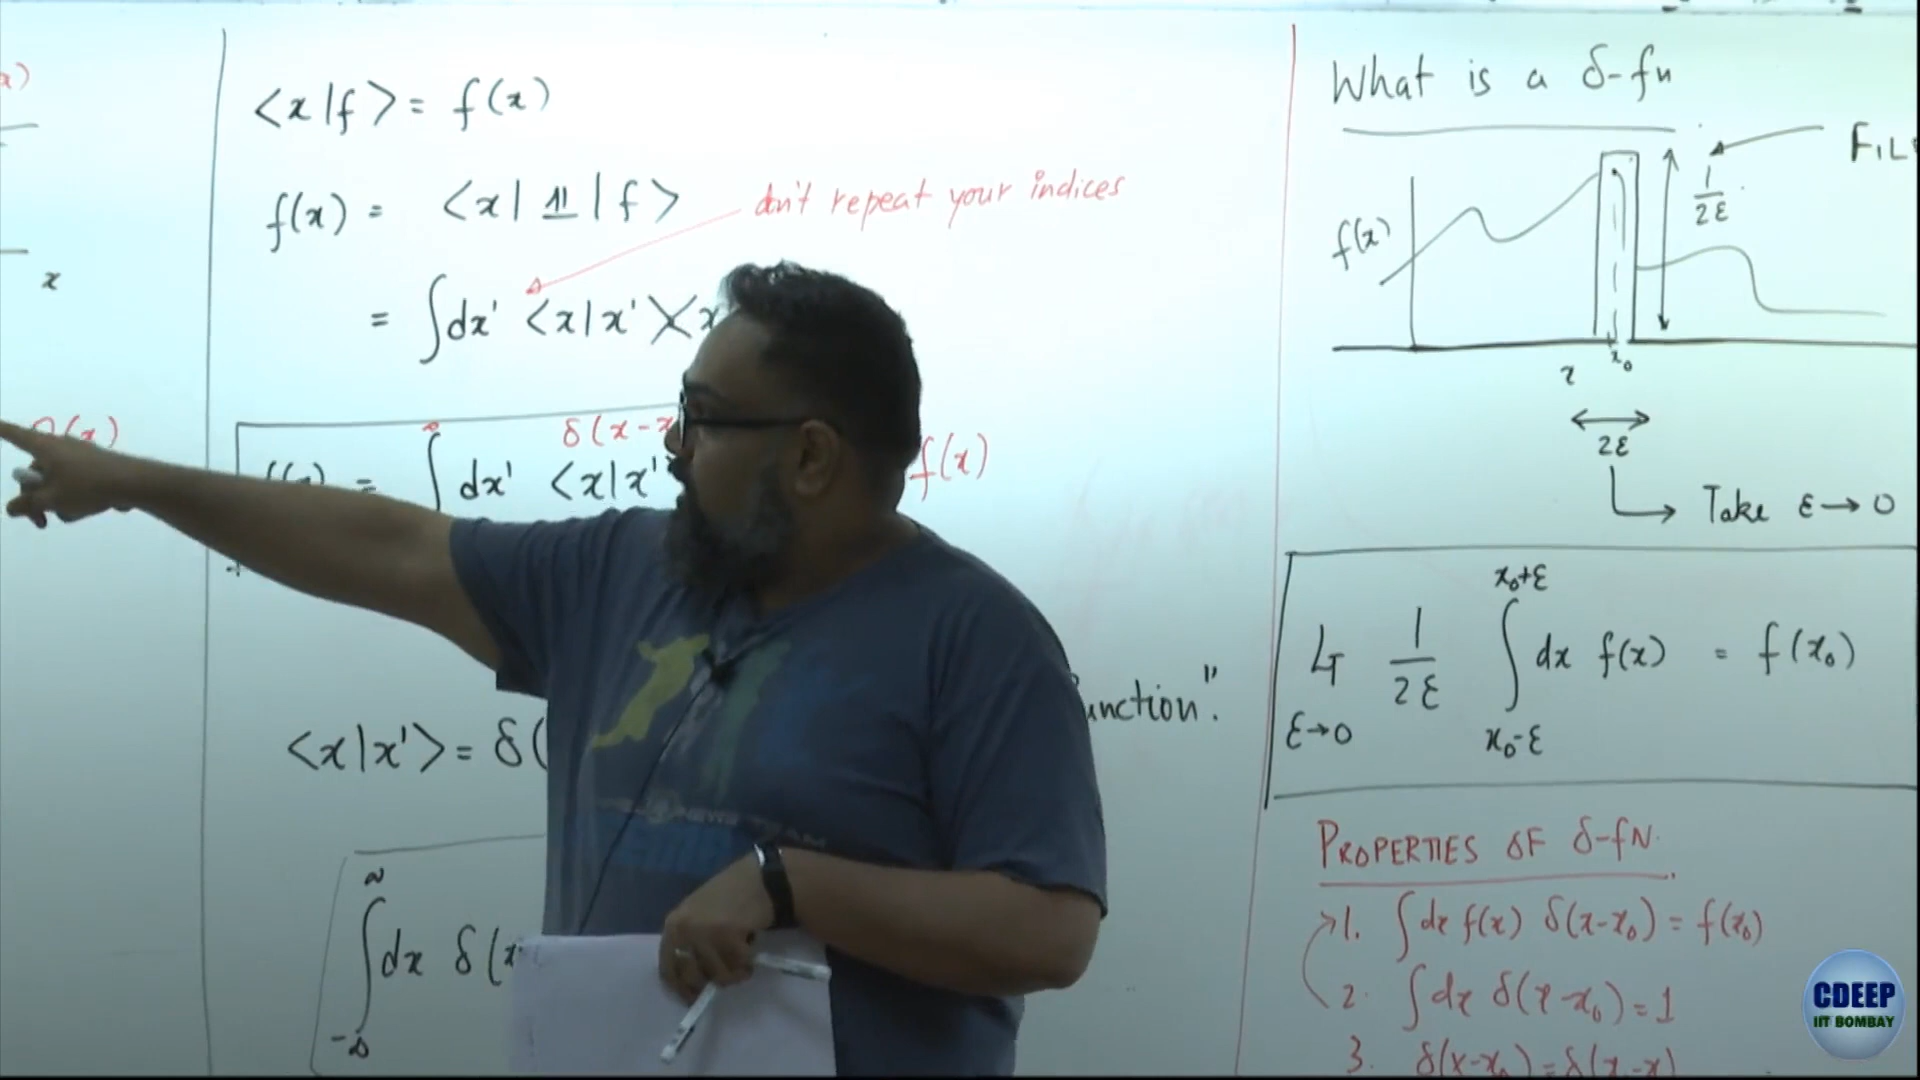 x
<x|f> = f(x)
f(x) = <x|𝟙|f>
don't repeat your indices
= ∫dx' <x|x'><x
δ(x-x
f(x) = ∫ dx' <x|x'
f(x)
<x|x'> = δ(
unction".
∫dx δ(x
-∞
What is a δ-fn
f(x)
1/2ε
x
x₀
2ε
Take ε→0
Lt ε→0 1/2ε ∫ x₀-ε x₀+ε dx f(x) = f(x₀)
PROPERTIES OF δ-fN.
1. ∫dx f(x) δ(x-x₀) = f(x₀)
2. ∫dx δ(x-x₀) = 1
3. δ(x-x₀) = δ(x₀-x)
CDEEP
IIT BOMBAY